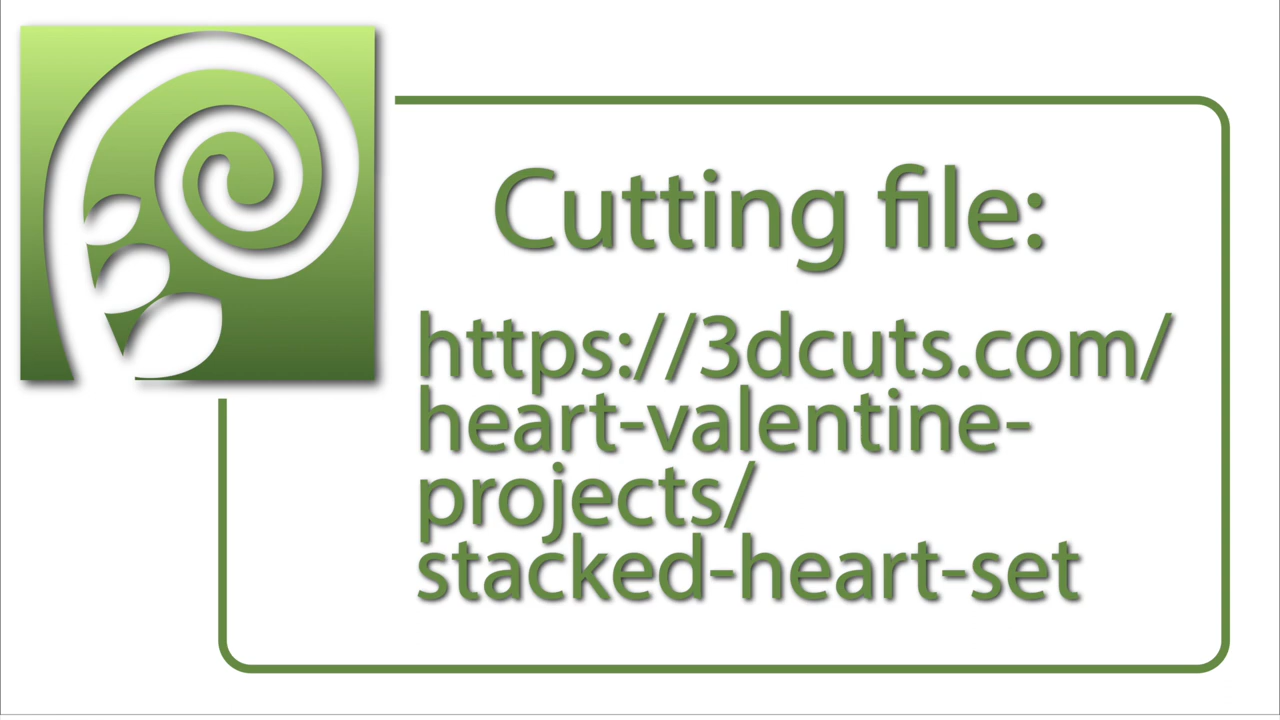 Cutting file:
https://3dcuts.com/
heart-valentine-
projects/
stacked-heart-set